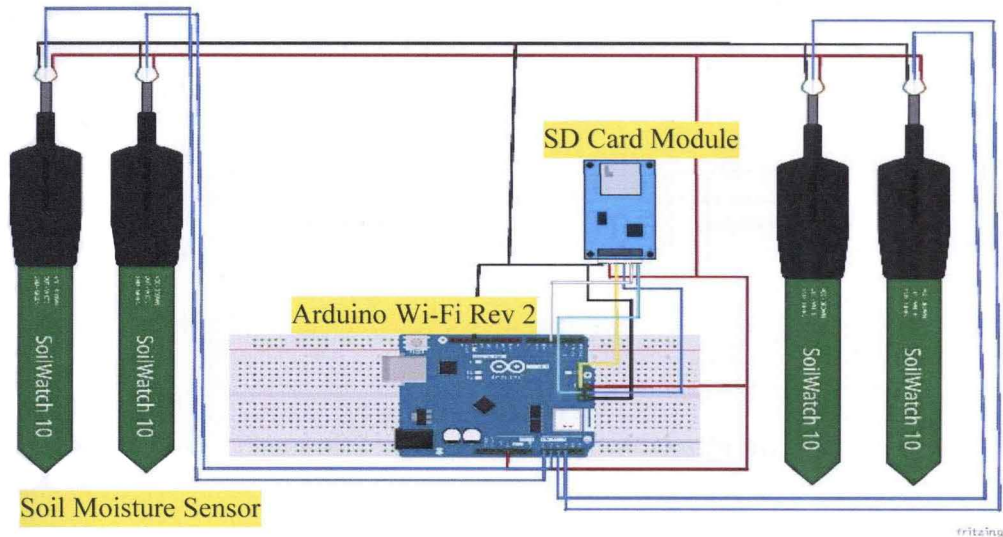 SD Card Module
Arduino Wi-Fi Rev 2
SoilWatch 10
SoilWatch 10
SoilWatch 10
SoilWatch 10
Soil Moisture Sensor
fritzing